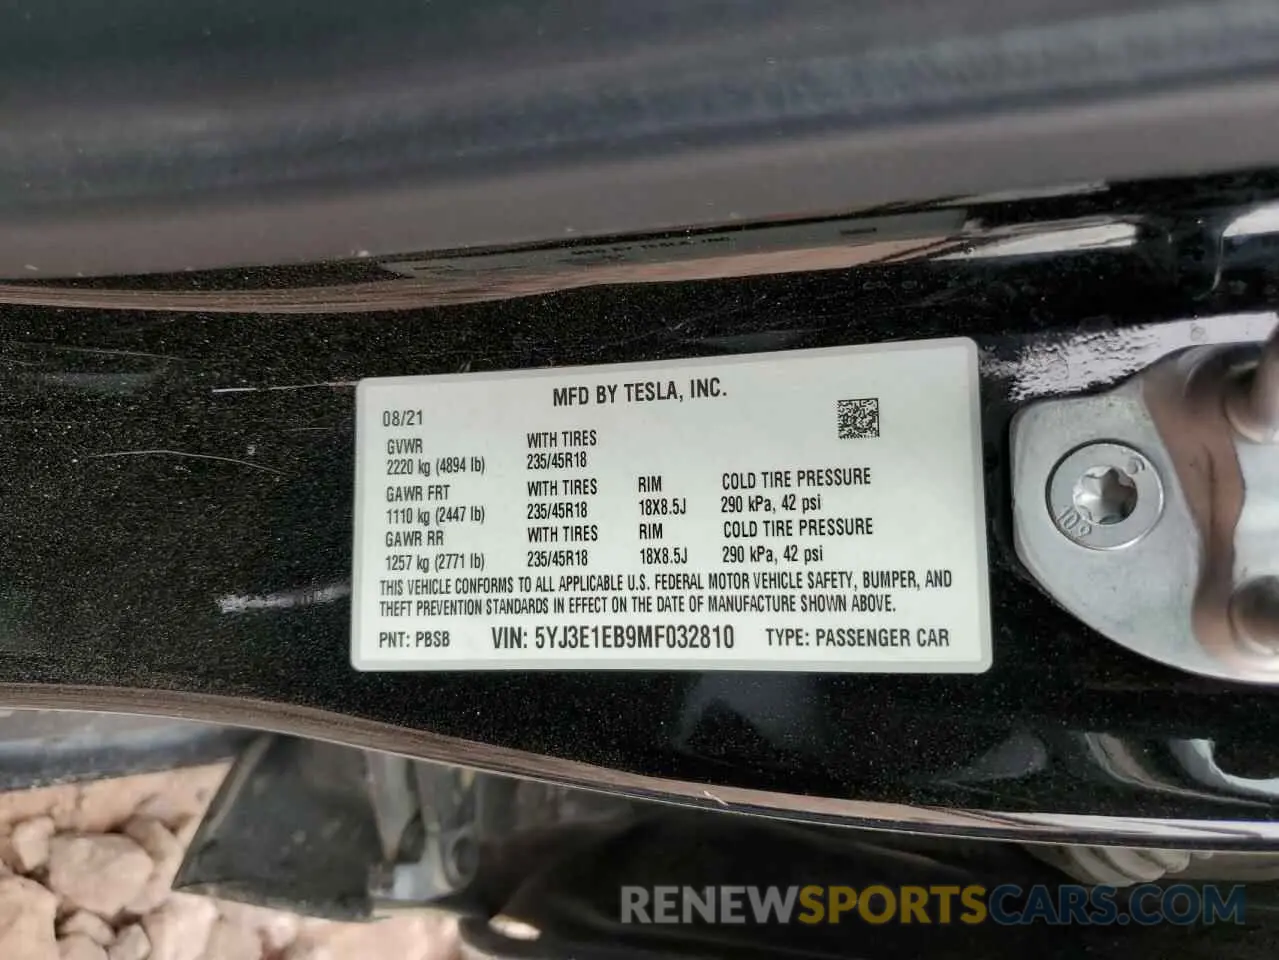 MFD BY TESLA, INC.
08/21
GVWR
2220 kg (4894 lb)
WITH TIRES
235/45R18
GAWR FRT
1110 kg (2447 lb)
WITH TIRES
235/45R18
RIM
18X8.5J
COLD TIRE PRESSURE
290 kPa, 42 psi
GAWR RR
1257 kg (2771 lb)
WITH TIRES
235/45R18
RIM
18X8.5J
COLD TIRE PRESSURE
290 kPa, 42 psi
THIS VEHICLE CONFORMS TO ALL APPLICABLE U.S. FEDERAL MOTOR VEHICLE SAFETY, BUMPER, AND
THEFT PREVENTION STANDARDS IN EFFECT ON THE DATE OF MANUFACTURE SHOWN ABOVE.
PNT: PBSB VIN: 5YJ3E1EB9MF032810 TYPE: PASSENGER CAR
RENEWSPORTSCARS.COM